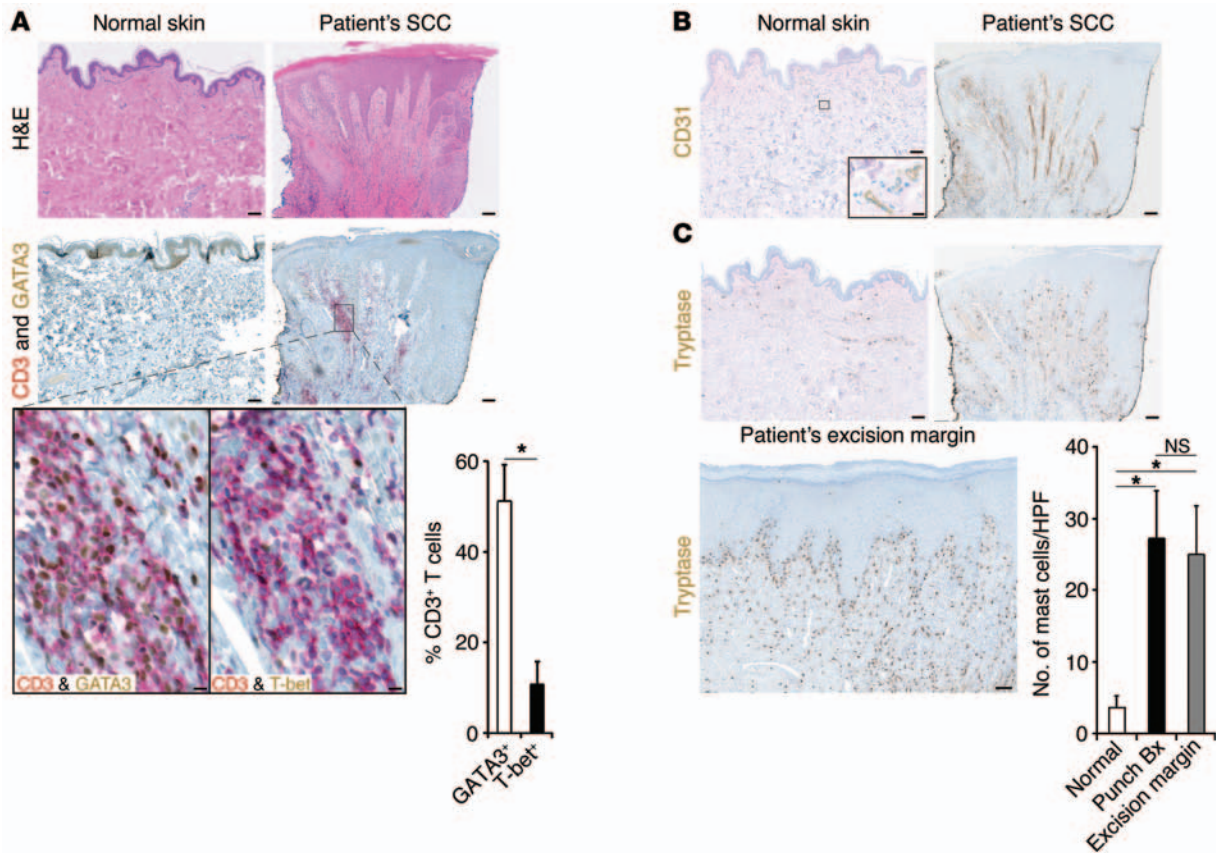 A
Normal skin
Patient's SCC
H&E
CD3 and GATA3
CD3 & GATA3
CD3 & T-bet
% CD3⁺ T cells
60
40
20
0
*
GATA3⁺
T-bet⁺
B
Normal skin
Patient's SCC
CD31
C
Tryptase
Patient's excision margin
Tryptase
No. of mast cells/HPF
40
30
20
10
0
NS
*
*
Normal
Punch Bx
Excision margin